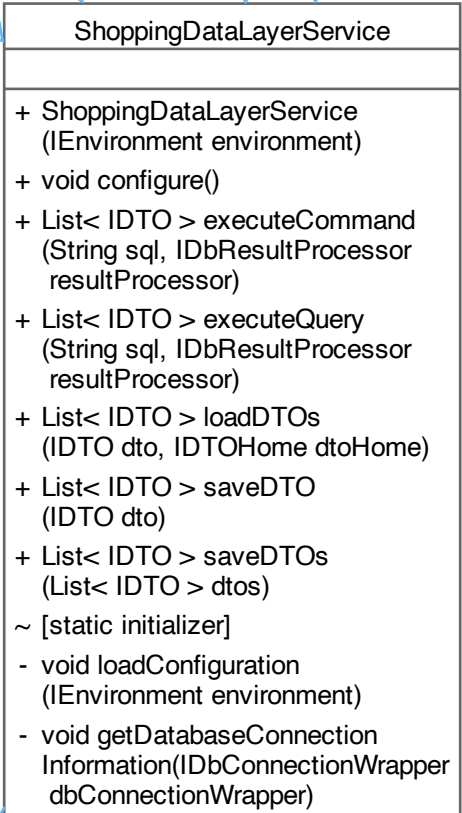 ShoppingDataLayerService
+ ShoppingDataLayerService
(IEnvironment environment)
+ void configure()
+ List< IDTO > executeCommand
(String sql, IDbResultProcessor
resultProcessor)
+ List< IDTO > executeQuery
(String sql, IDbResultProcessor
resultProcessor)
+ List< IDTO > loadDTOs
(IDTO dto, IDTOHome dtoHome)
+ List< IDTO > saveDTO
(IDTO dto)
+ List< IDTO > saveDTOs
(List< IDTO > dtos)
~ [static initializer]
- void loadConfiguration
(IEnvironment environment)
- void getDatabaseConnection
Information(IDbConnectionWrapper
dbConnectionWrapper)